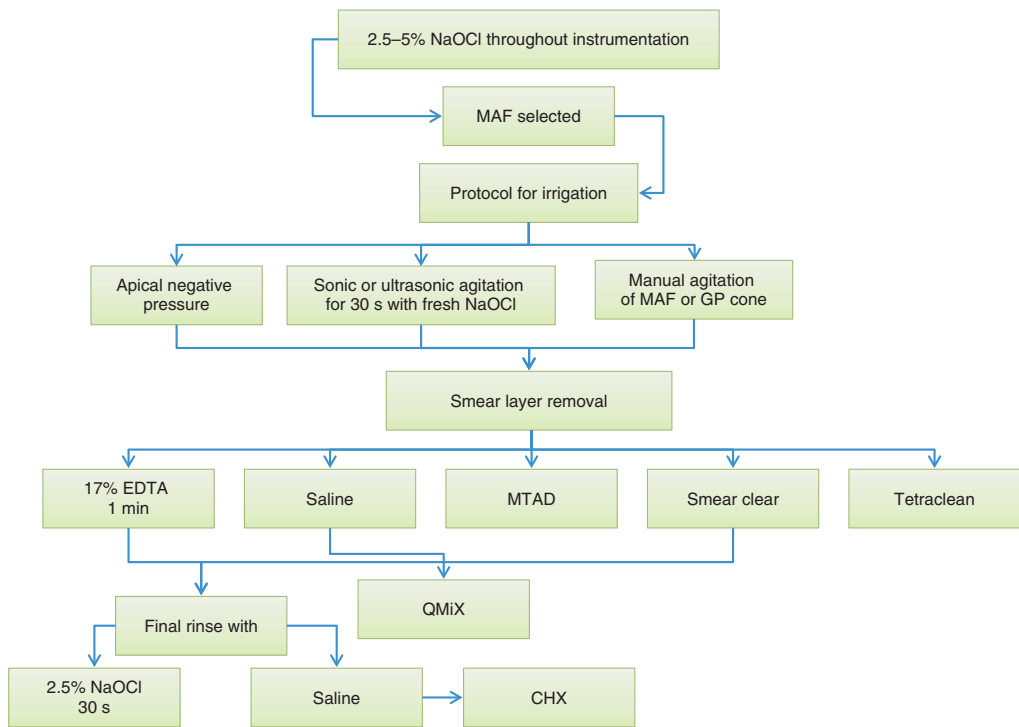 2.5–5% NaOCl throughout instrumentation
MAF selected
Protocol for irrigation
Apical negative
pressure
Sonic or ultrasonic agitation
for 30 s with fresh NaOCl
Manual agitation
of MAF or GP cone
Smear layer removal
17% EDTA
1 min
Saline
MTAD
Smear clear
Tetraclean
QMiX
Final rinse with
2.5% NaOCl
30 s
Saline
CHX